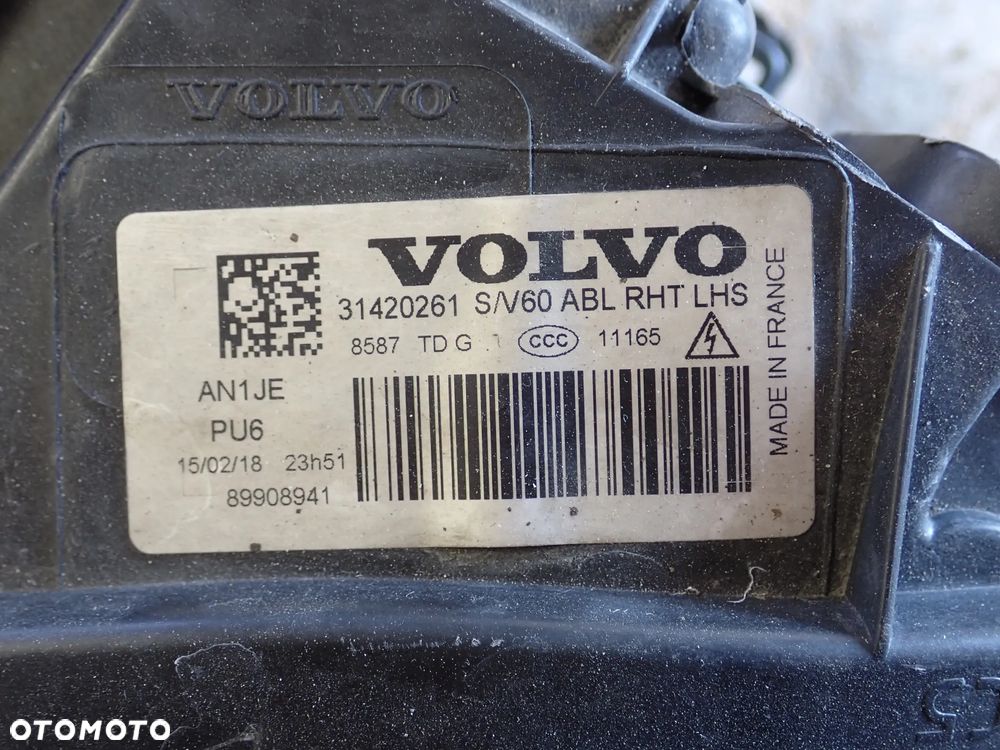 VOLVO
VOLVO
31420261 S/V60 ABL RHT LHS
8587 TD G CCC 11165
AN1JE
PU6
15/02/18 23h51
89908941
MADE IN FRANCE
OTOMOTO